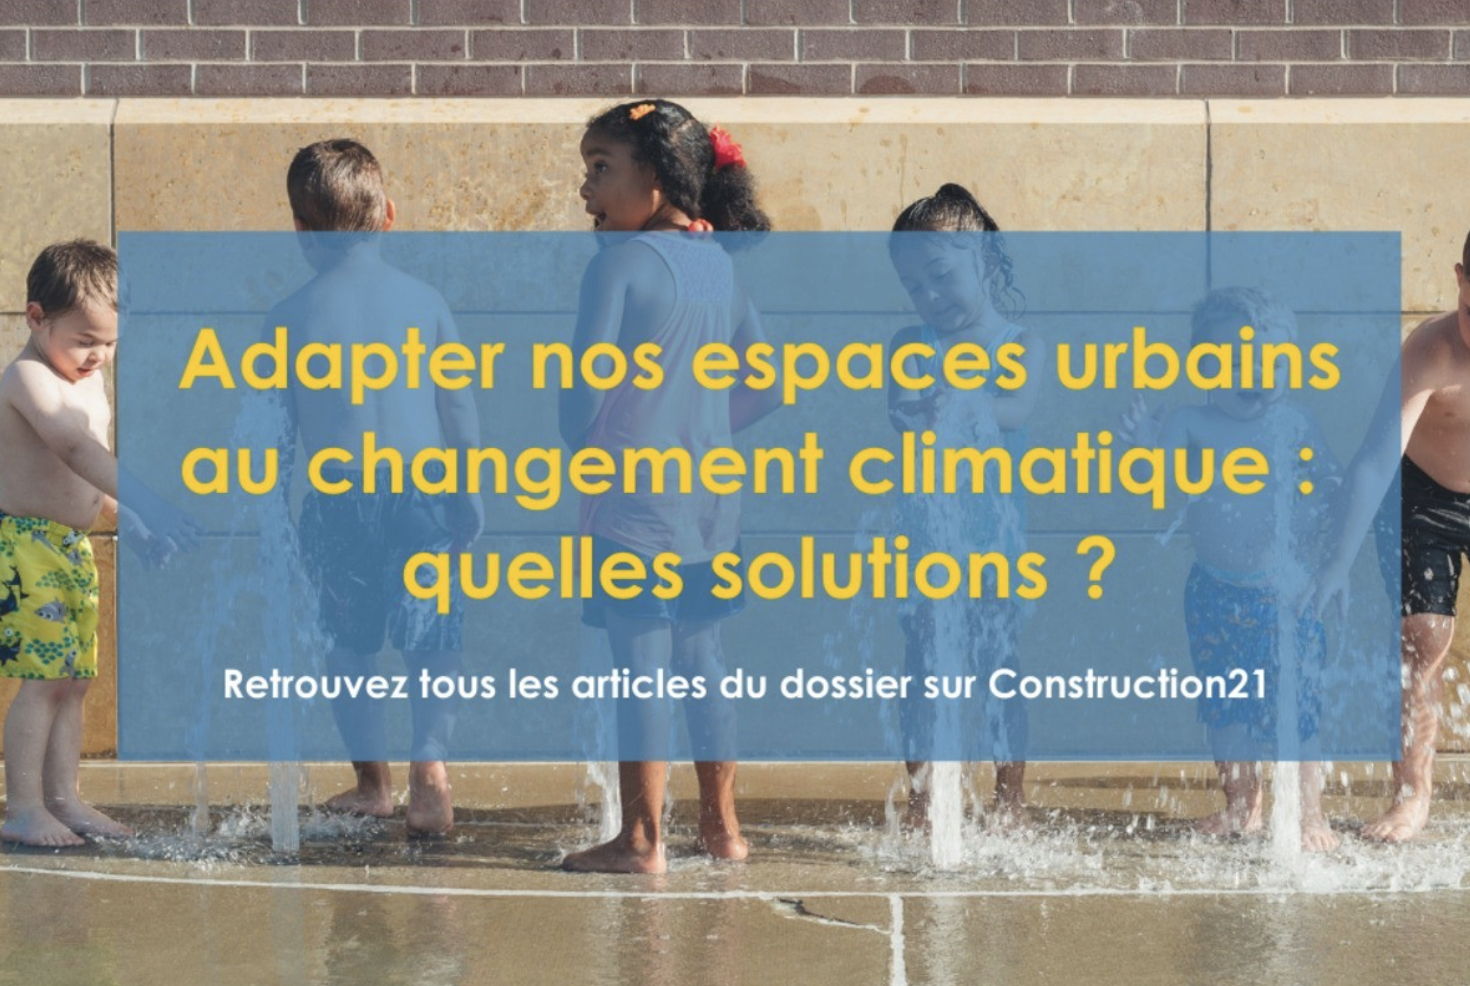 Adapter nos espaces urbains
au changement climatique :
quelles solutions ?
Retrouvez tous les articles du dossier sur Construction21